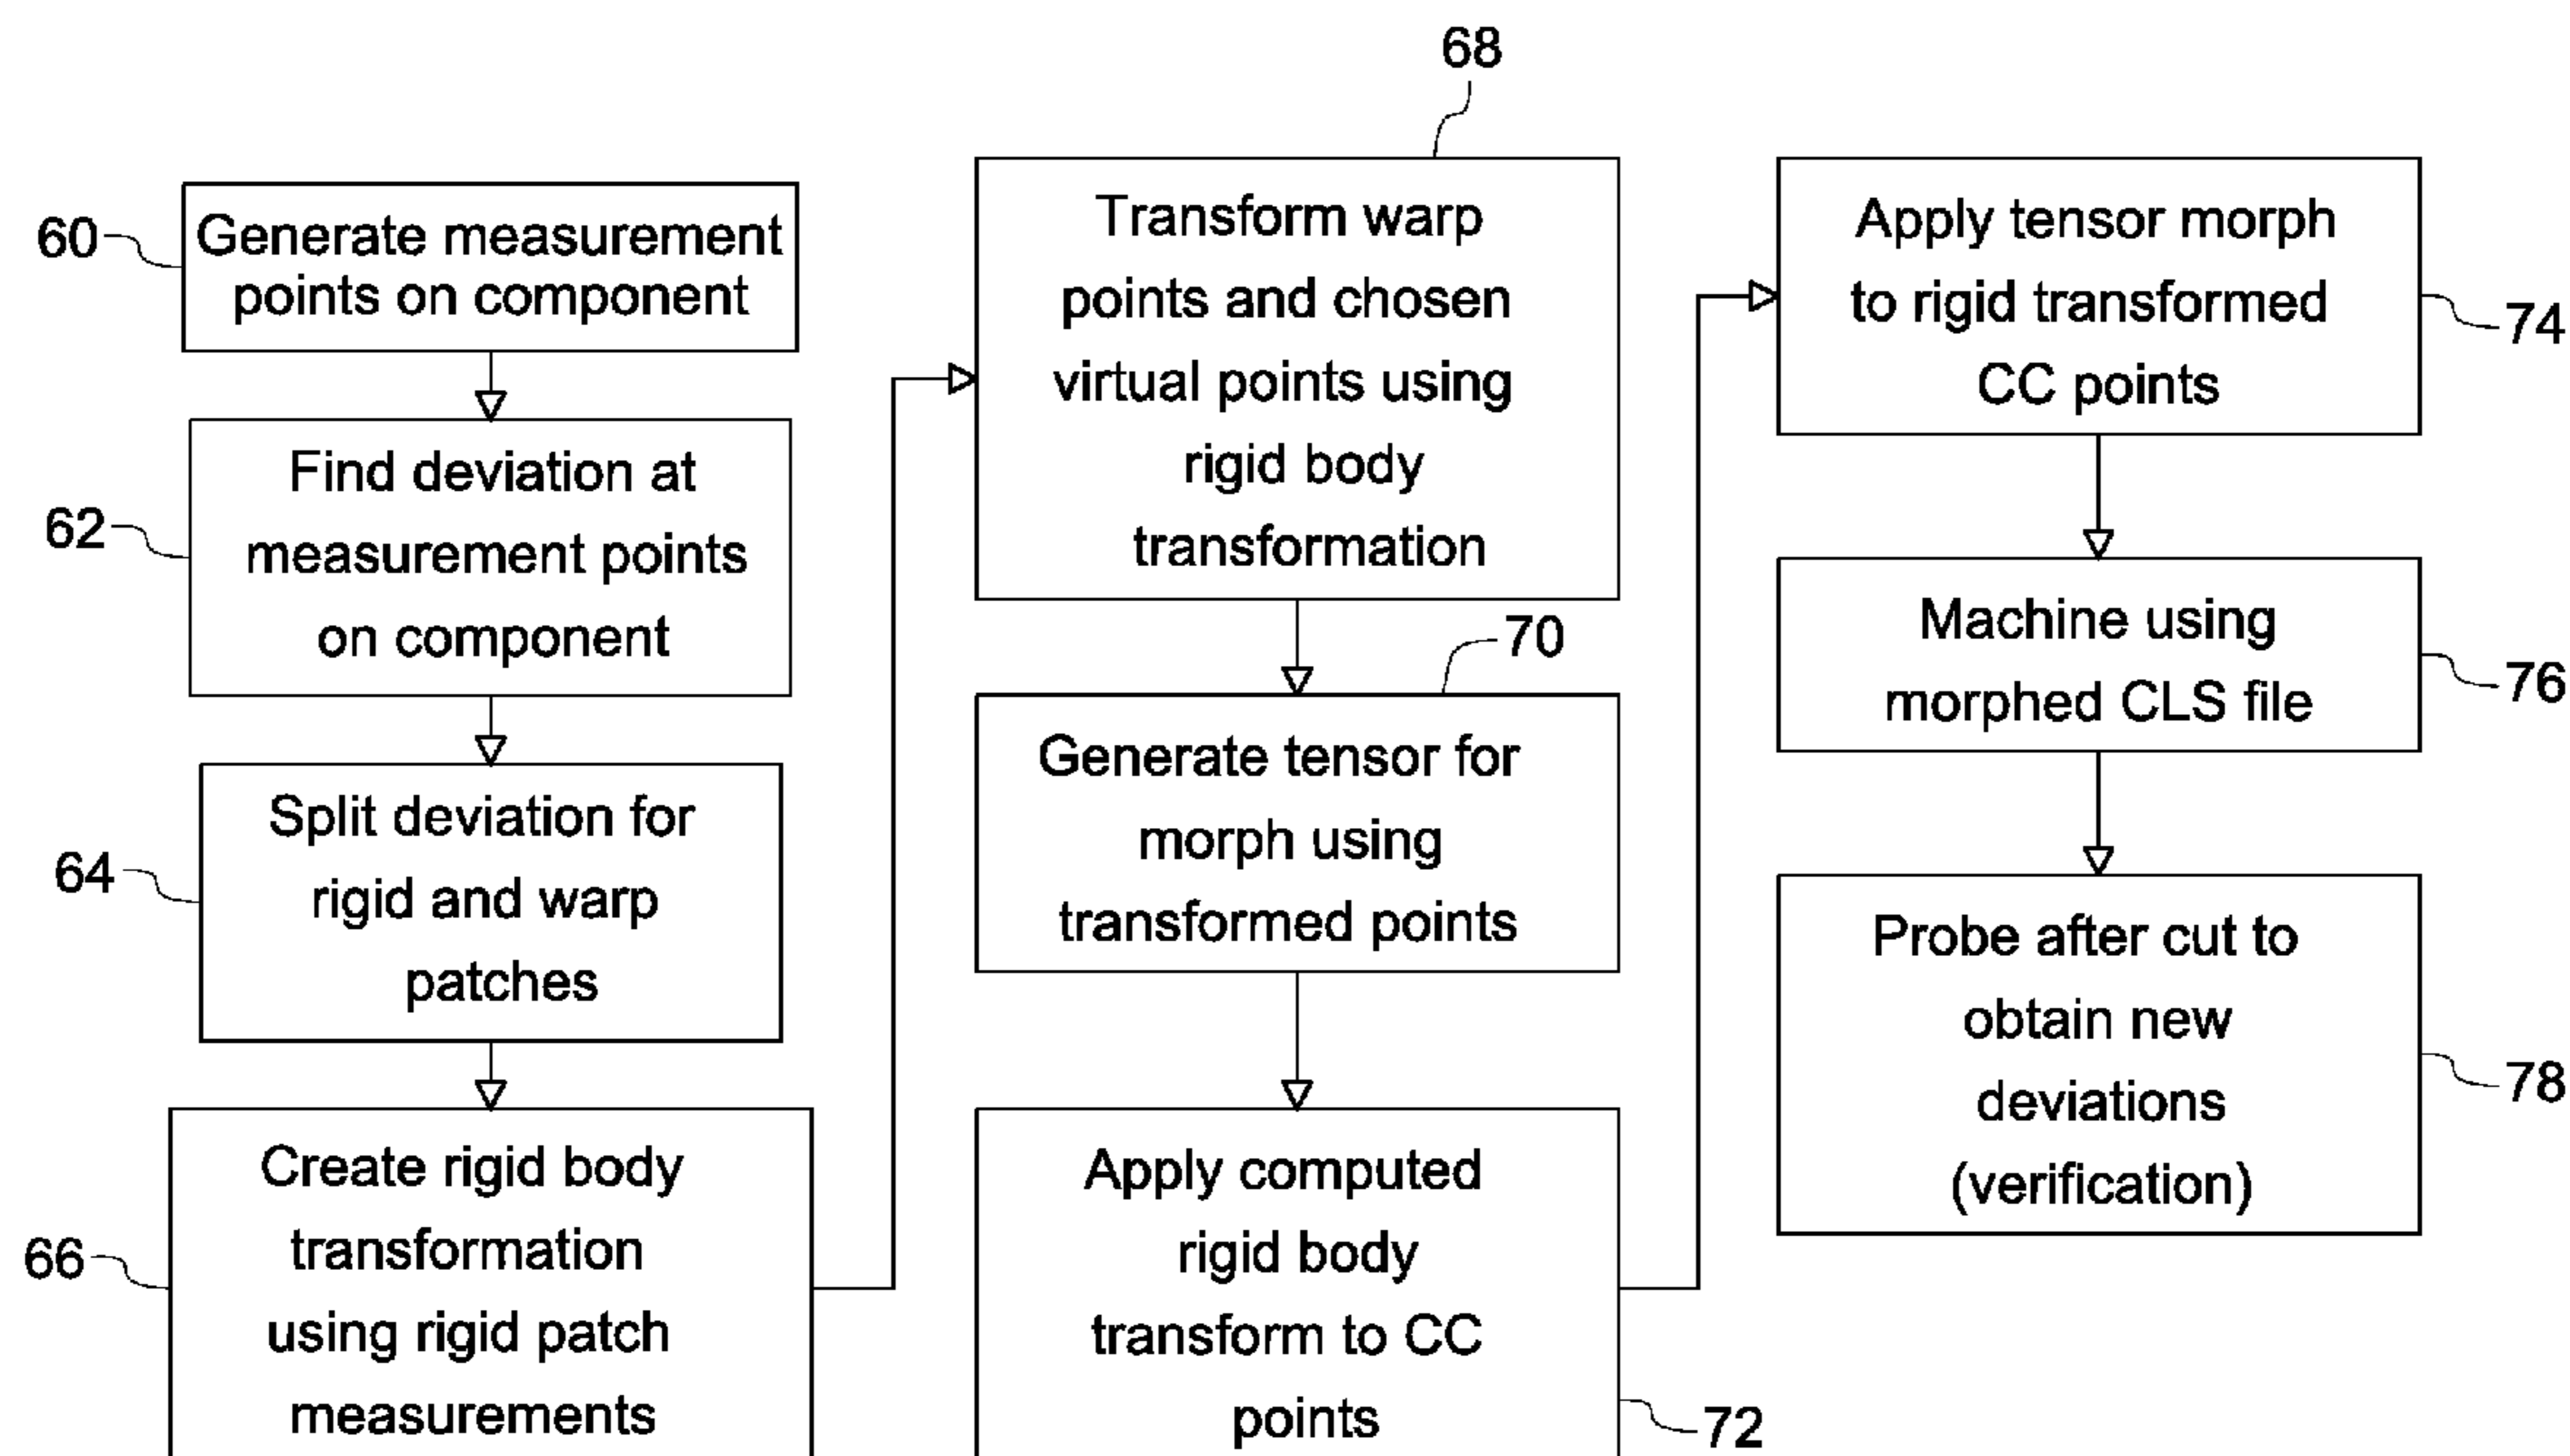 60
Generate measurement
points on component
62
Find deviation at
measurement points
on component
64
Split deviation for
rigid and warp
patches
66
Create rigid body
transformation
using rigid patch
measurements
68
Transform warp
points and chosen
virtual points using
rigid body
transformation
70
Generate tensor for
morph using
transformed points
Apply computed
rigid body
transform to CC
points
72
Apply tensor morph
to rigid transformed
CC points
74
Machine using
morphed CLS file
76
Probe after cut to
obtain new
deviations
(verification)
78